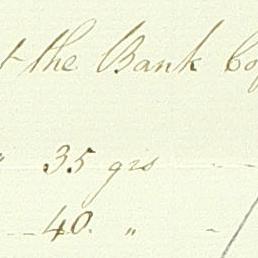 the Bank
" 35 grs
40. "